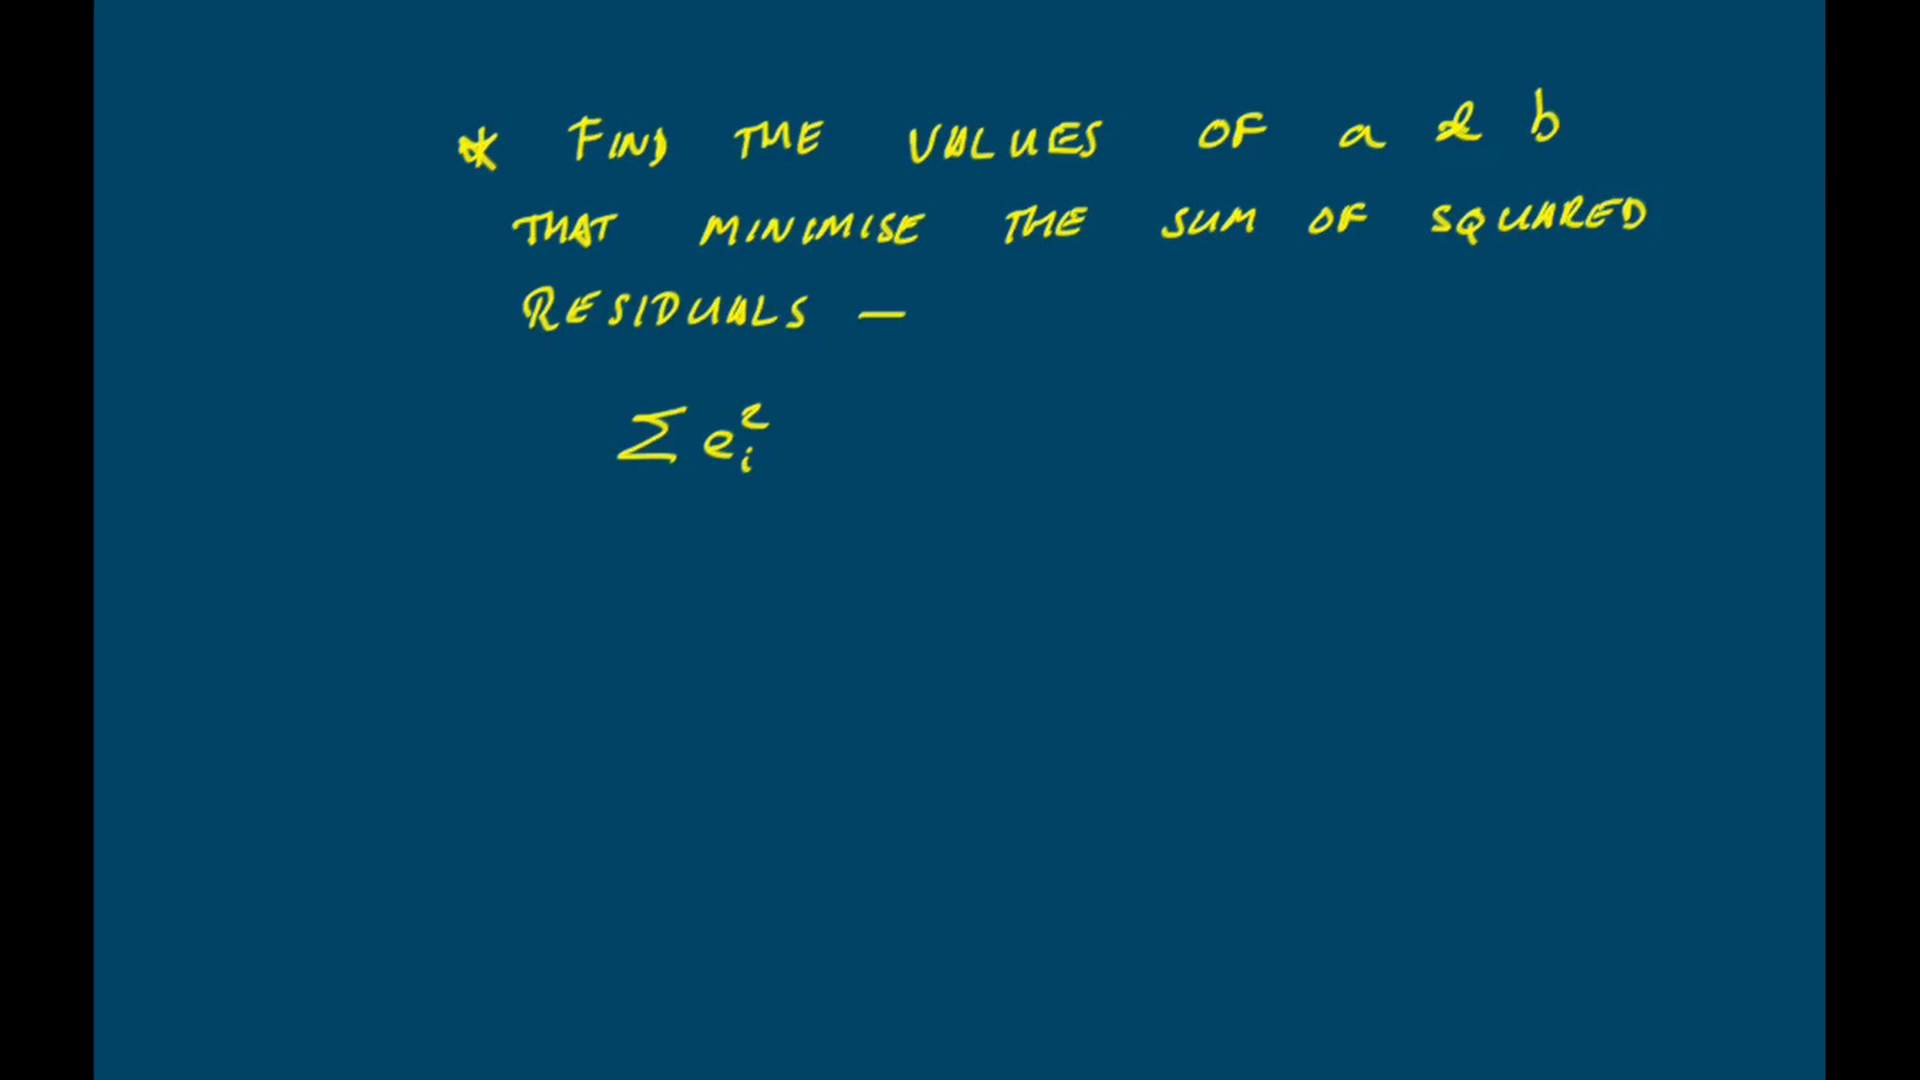 * FIND THE VALUES OF a & b
THAT MINIMISE THE SUM OF SQUARED
RESIDUALS —
Σ e_i^2